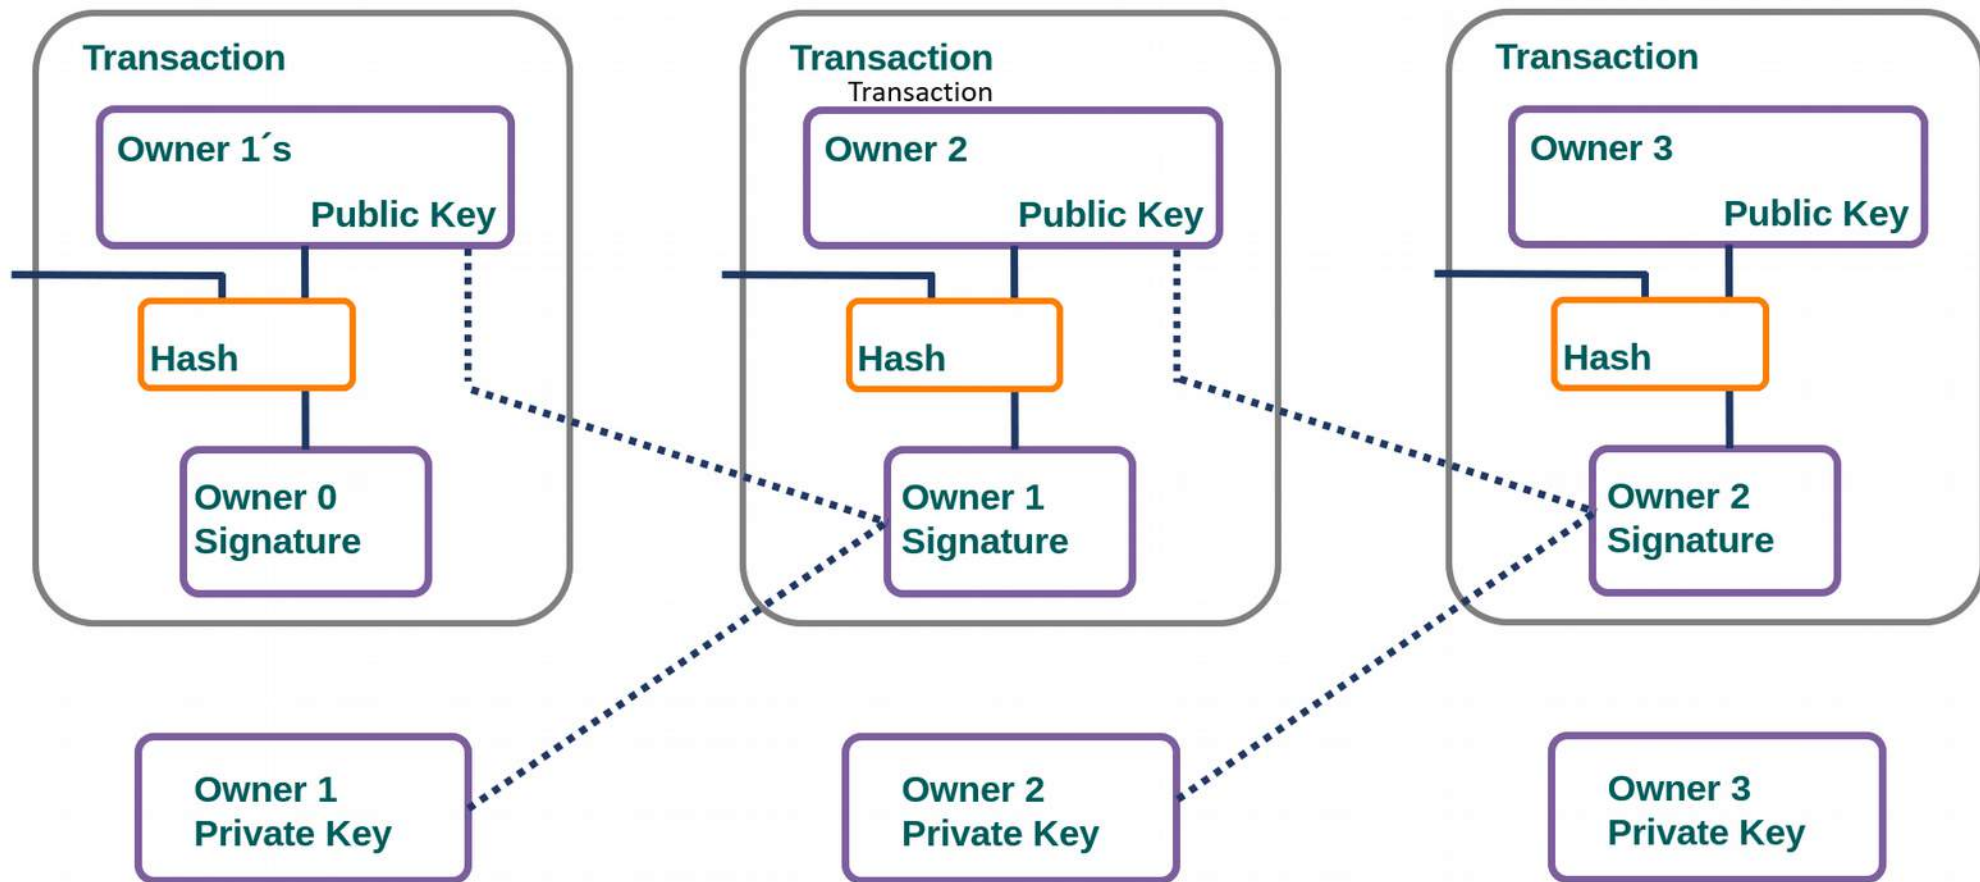 Transaction
Transaction
Owner 1´s
Public Key
Hash
Owner 0
Signature
Transaction
Owner 2
Public Key
Hash
Owner 1
Signature
Transaction
Owner 3
Public Key
Hash
Owner 2
Signature
Owner 1
Private Key
Owner 2
Private Key
Owner 3
Private Key